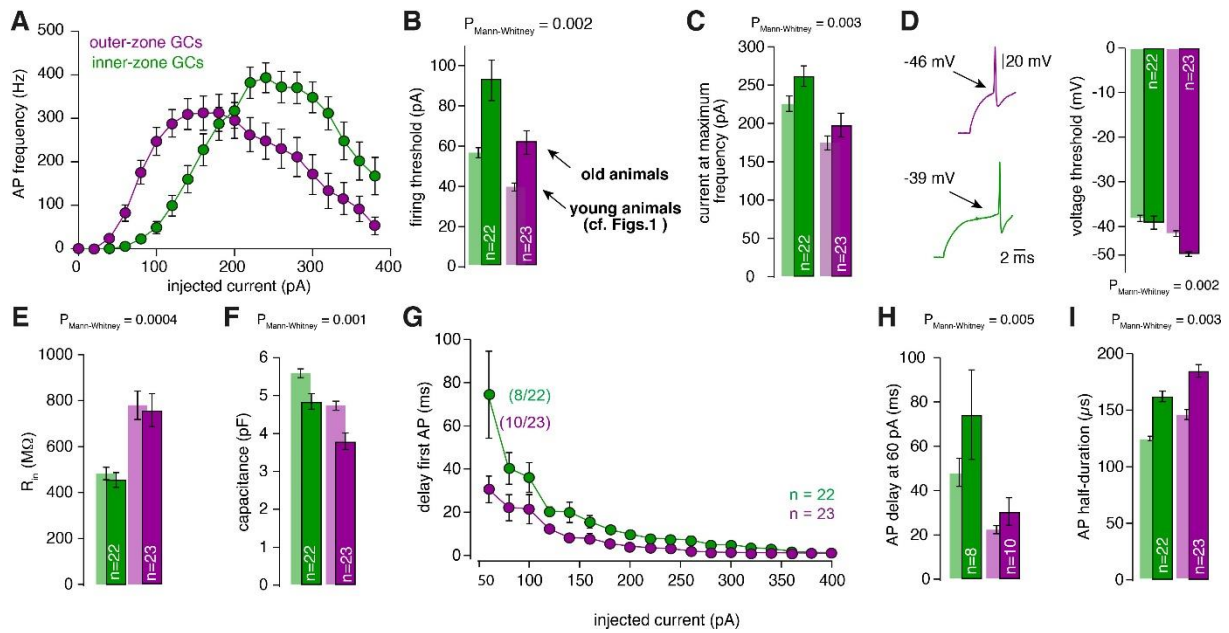 A
500
400
300
200
100
0
AP frequency (Hz)
outer-zone GCs
inner-zone GCs
0
100
200
300
400
injected current (pA)
B
P Mann-Whitney = 0.002
100
80
60
40
20
0
firing threshold (pA)
n=22
n=23
old animals
young animals
(cf. Figs.1 )
C
P Mann-Whitney = 0.003
300
250
200
150
100
50
0
current at maximum
frequency (pA)
n=22
n=23
D
-46 mV
20 mV
-39 mV
2 ms
0
-10
-20
-30
-40
-50
voltage threshold (mV)
n=22
n=23
P Mann-Whitney = 0.002
E
P Mann-Whitney = 0.0004
1000
800
600
400
200
0
Rin (MΩ)
n=22
n=23
F
P Mann-Whitney = 0.001
6
5
4
3
2
1
0
capacitance (pF)
n=22
n=23
G
100
80
60
40
20
0
delay first AP (ms)
(8/22)
(10/23)
n = 22
n = 23
50
100
150
200
250
300
350
400
injected current (pA)
H
P Mann-Whitney = 0.005
100
80
60
40
20
0
AP delay at 60 pA (ms)
n=8
n=10
I
P Mann-Whitney = 0.003
200
150
100
50
0
AP half-duration (µs)
n=22
n=23